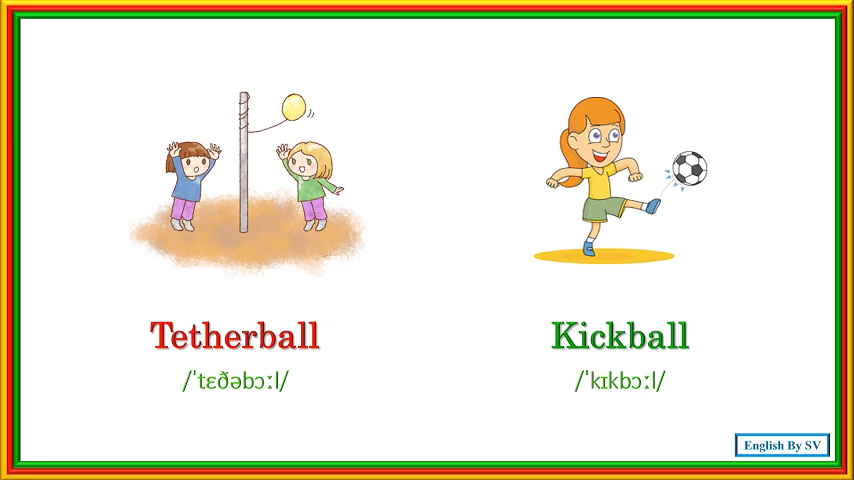 Tetherball
/ˈtɛðəbɔːl/
Kickball
/ˈkɪkbɔːl/
English By SV